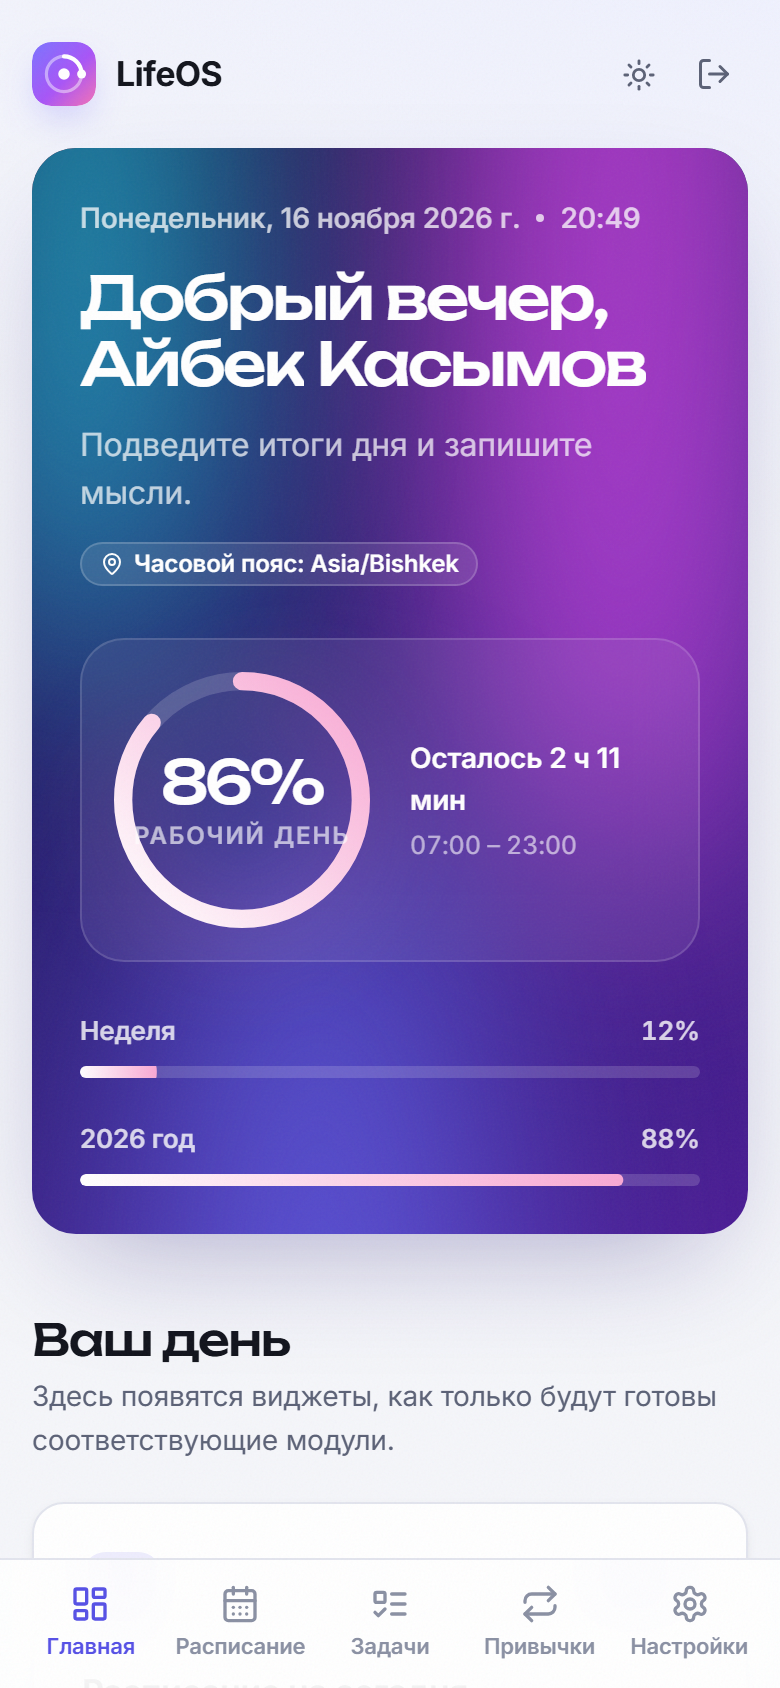 LifeOS
Понедельник, 16 ноября 2026 г. • 20:49
Добрый вечер,
Айбек Касымов
Подведите итоги дня и запишите
мысли.
Часовой пояс: Asia/Bishkek
86%
РАБОЧИЙ ДЕНЬ
Осталось 2 ч 11
мин
07:00 – 23:00
Неделя 12%
2026 год 88%
Ваш день
Здесь появятся виджеты, как только будут готовы
соответствующие модули.
Главная Расписание Задачи Привычки Настройки